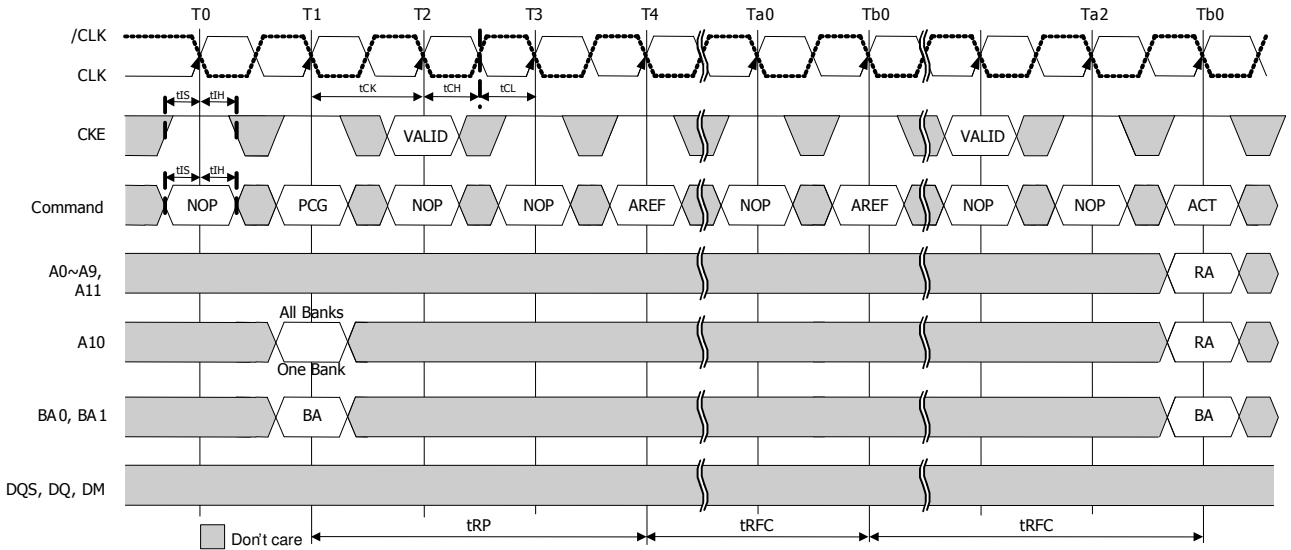 T0 T1 T2 T3 T4 Ta0 Tb0 Ta2 Tb0
/CLK
CLK
tCK tCH tCL
tIS tIH
CKE VALID VALID
tIS tIH
Command NOP PCG NOP NOP AREF NOP AREF NOP NOP ACT
A0~A9,
A11
RA
All Banks
A10 RA
One Bank
BA0, BA1 BA BA
DQS, DQ, DM
Don't care
tRP tRFC tRFC